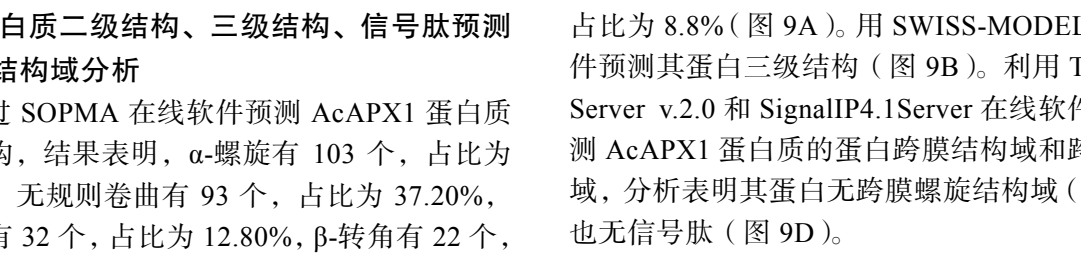 白质二级结构、三级结构、信号肽预测
结构域分析
过 SOPMA 在线软件预测 AcAPX1 蛋白质
构，结果表明，α-螺旋有 103 个，占比为
，无规则卷曲有 93 个，占比为 37.20%，
有 32 个，占比为 12.80%，β-转角有 22 个，
占比为 8.8%（图 9A）。用 SWISS-MODEL
件预测其蛋白三级结构（图 9B）。利用 T
Server v.2.0 和 SignalIP4.1Server 在线软件
测 AcAPX1 蛋白质的蛋白跨膜结构域和跨
域，分析表明其蛋白无跨膜螺旋结构域（
也无信号肽（图 9D）。